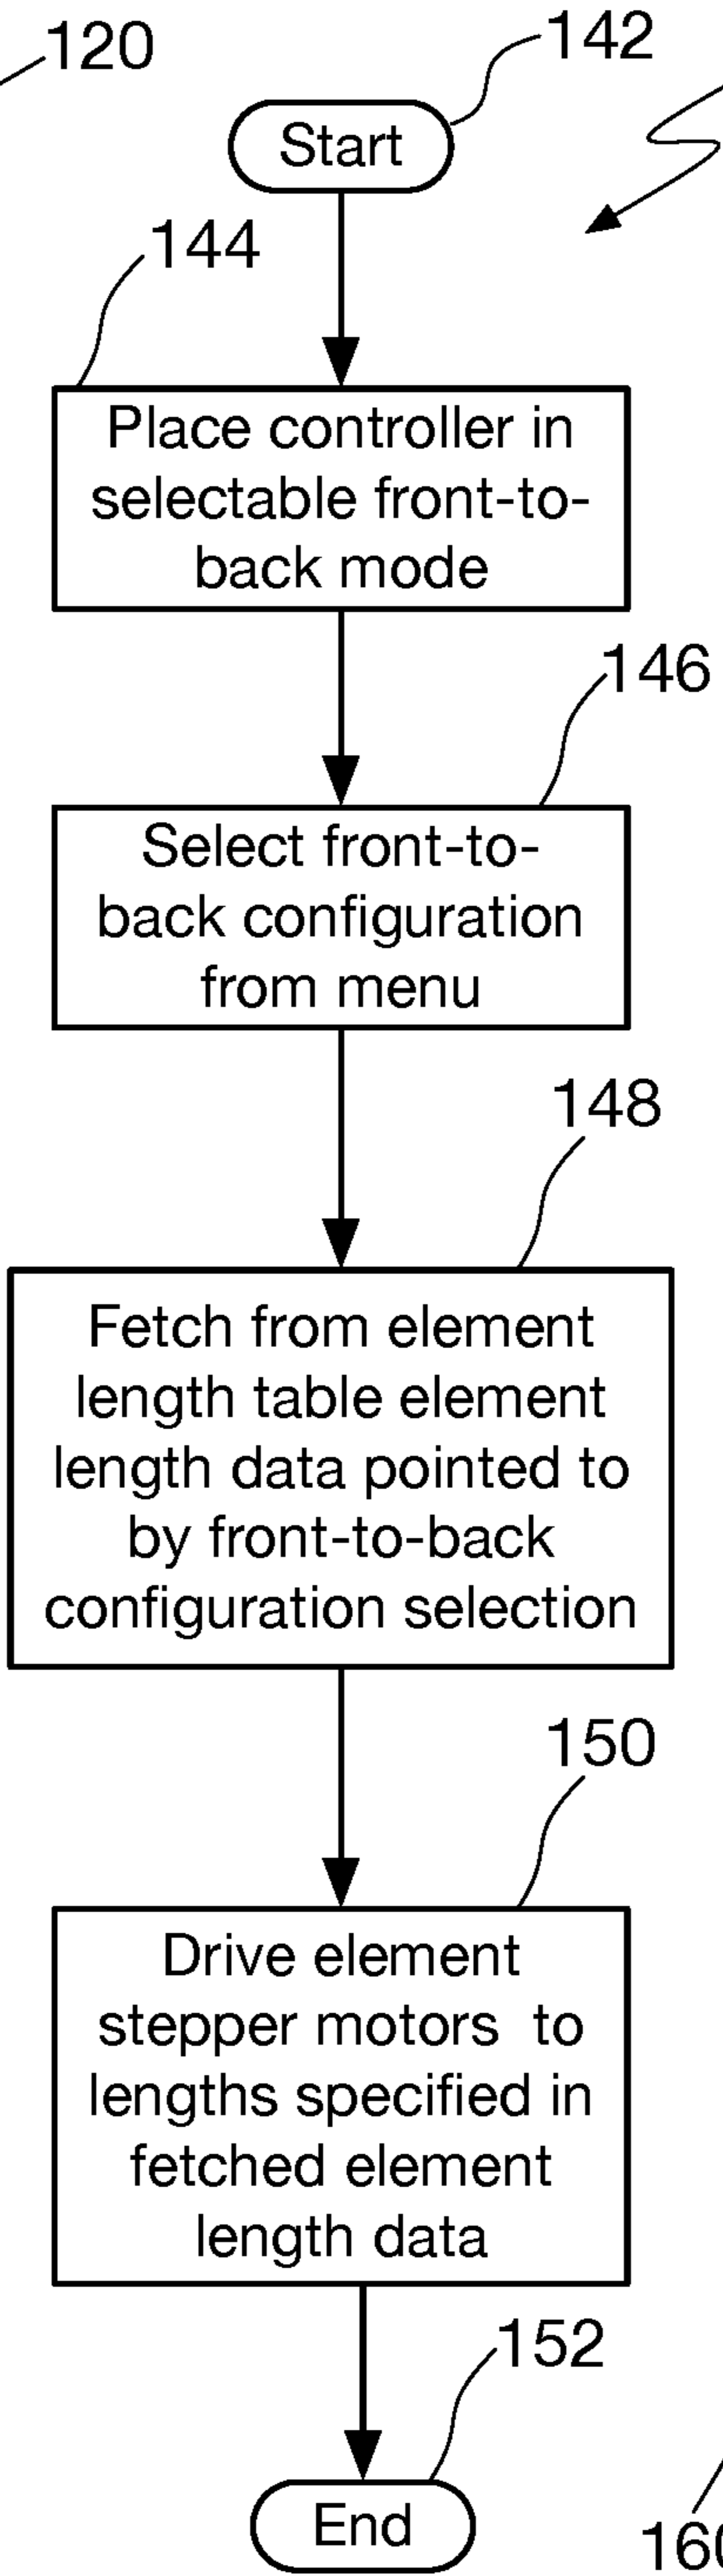 120
142
Start
144
Place controller in
selectable front-to-
back mode
146
Select front-to-
back configuration
from menu
148
Fetch from element
length table element
length data pointed to
by front-to-back
configuration selection
150
Drive element
stepper motors to
lengths specified in
fetched element
length data
152
End